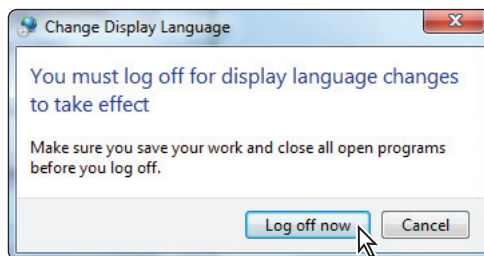 Change Display Language
You must log off for display language changes
to take effect
Make sure you save your work and close all open programs
before you log off.
Log off now
Cancel